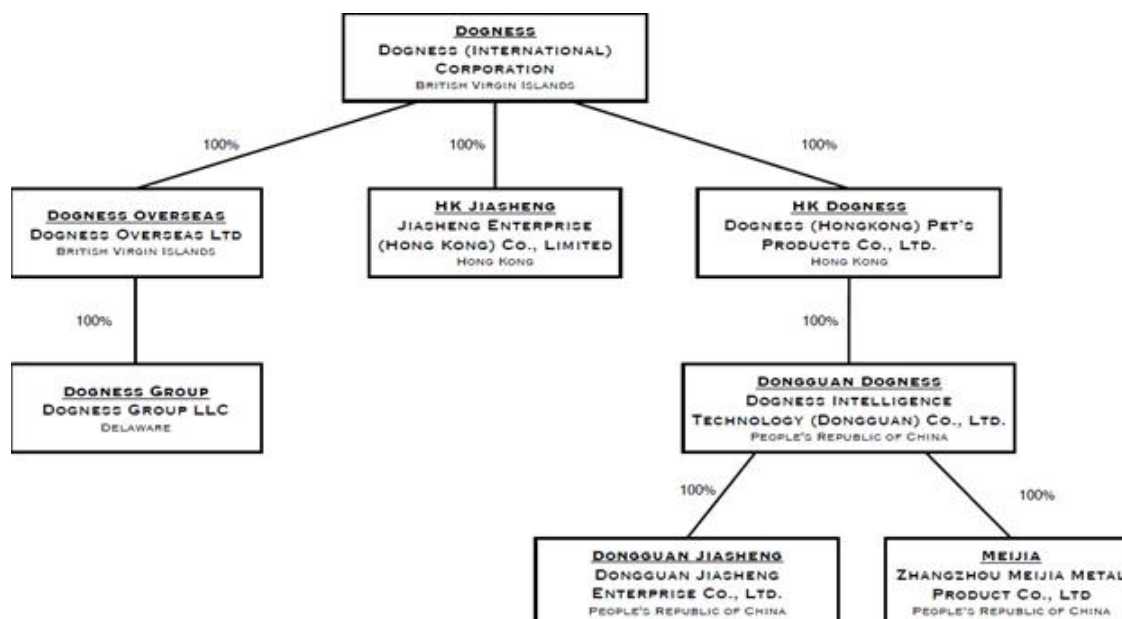 DOGNESS
DOGNESS (INTERNATIONAL)
CORPORATION
BRITISH VIRGIN ISLANDS
100%
100%
100%
DOGNESS OVERSEAS
DOGNESS OVERSEAS LTD
BRITISH VIRGIN ISLANDS
HK JIASHENG
JIASHENG ENTERPRISE
(HONG KONG) CO., LIMITED
HONG KONG
HK DOGNESS
DOGNESS (HONGKONG) PET'S
PRODUCTS CO., LTD.
HONG KONG
100%
100%
DOGNESS GROUP
DOGNESS GROUP LLC
DELAWARE
DONGGUAN DOGNESS
DOGNESS INTELLIGENCE
TECHNOLOGY (DONGGUAN) CO., LTD.
PEOPLE'S REPUBLIC OF CHINA
100%
100%
DONGGUAN JIASHENG
DONGGUAN JIASHENG
ENTERPRISE CO., LTD.
PEOPLE'S REPUBLIC OF CHINA
MEIJIA
ZHANGZHOU MEIJIA METAL
PRODUCT CO., LTD
PEOPLE'S REPUBLIC OF CHINA